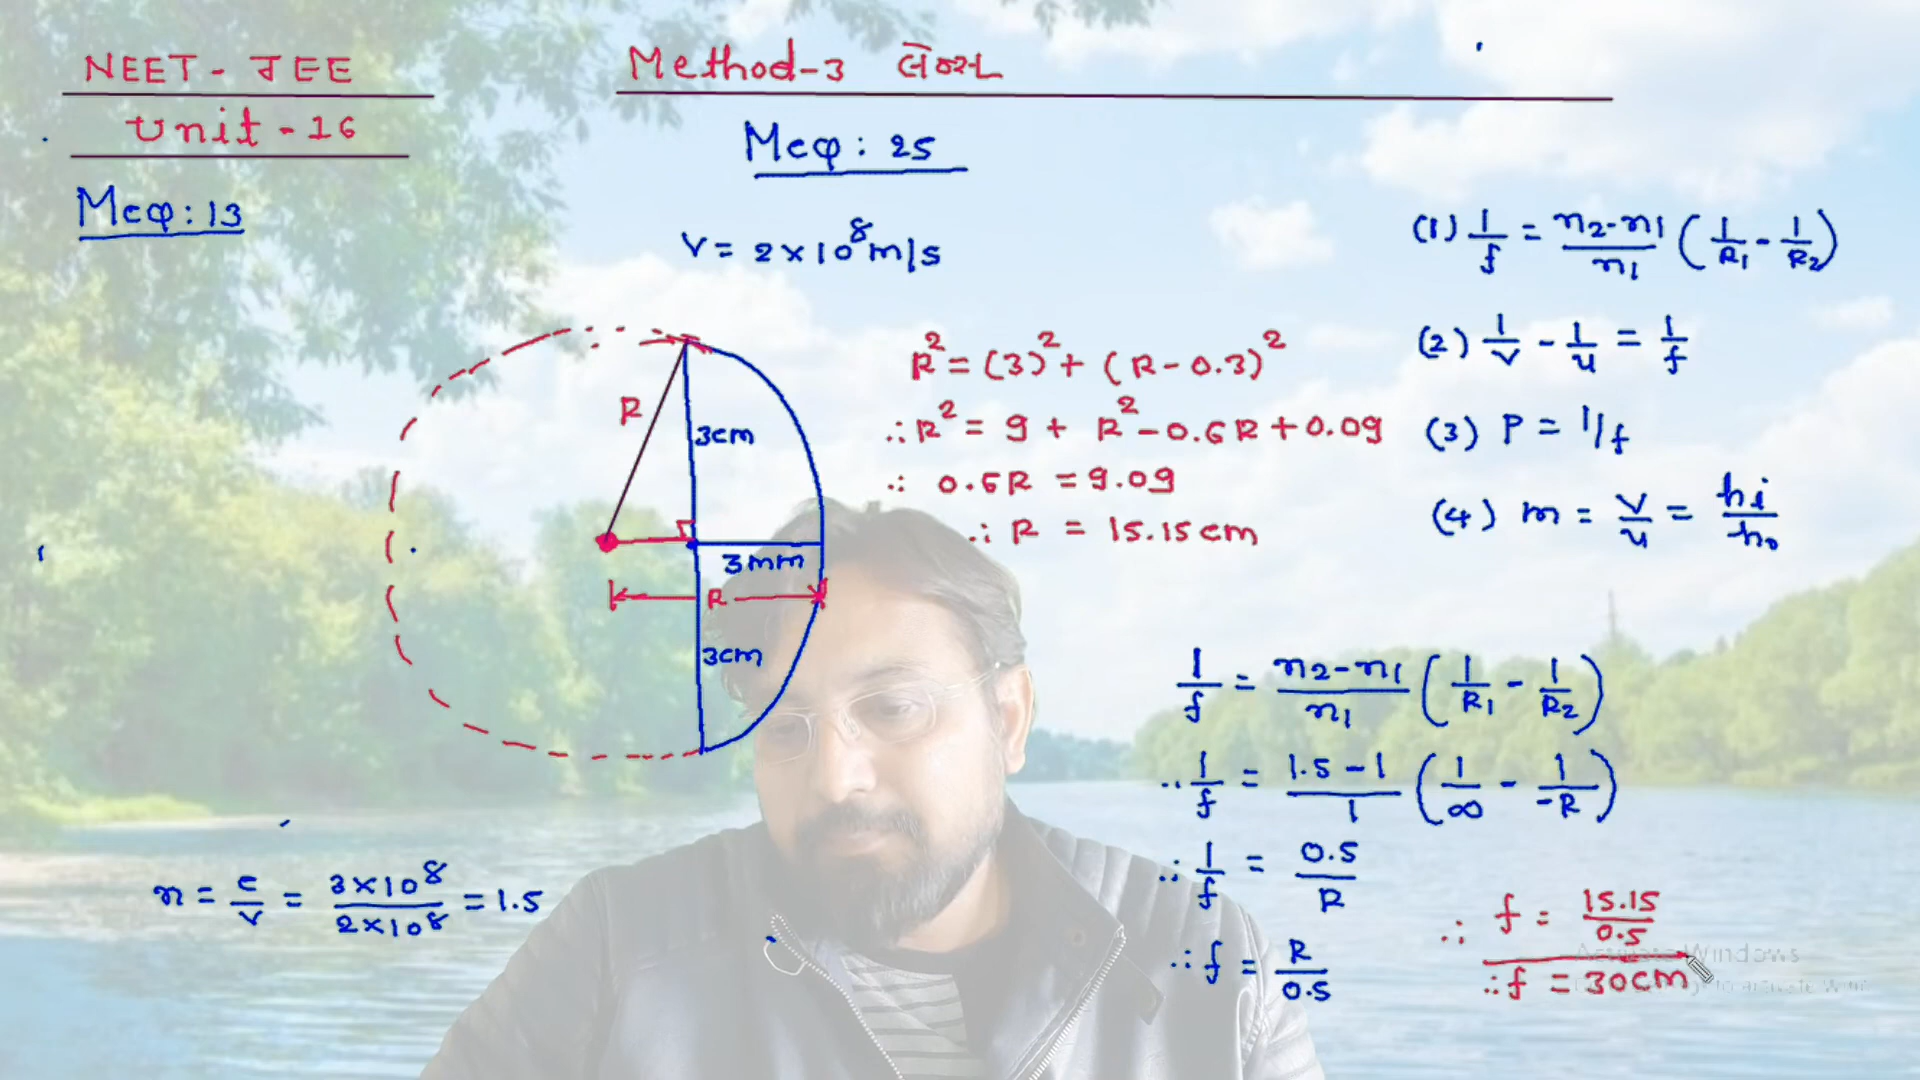 NEET - JEE
Unit - 16
Mcq : 13
Method-3 લેન્સ
Mcq : 25
v = 2 × 10⁸ m/s
R
3cm
3mm
R
3cm
R² = (3)² + (R - 0.3)²
∴ R² = 9 + R² - 0.6R + 0.09
∴ 0.6R = 9.09
∴ R = 15.15 cm
(1) 1/f = (n2 - n1)/n1 (1/R1 - 1/R2)
(2) 1/v - 1/u = 1/f
(3) P = 1/f
(4) m = v/u = hi/ho
n = c/v = 3×10⁸/2×10⁸ = 1.5
1/f = (n2 - n1)/n1 (1/R1 - 1/R2)
∴ 1/f = (1.5 - 1)/1 (1/∞ - 1/-R)
∴ 1/f = 0.5/R
∴ f = R/0.5
∴ f = 15.15/0.5
∴ f = 30cm
Activate Windows